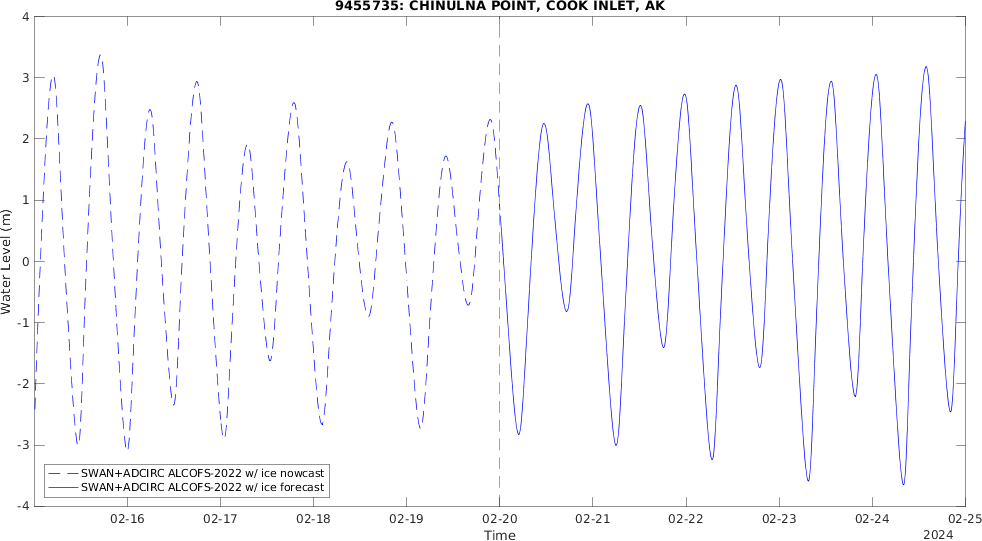 9455735: CHINULNA POINT, COOK INLET, AK
4
3
2
1
0
-1
-2
-3
-4
Water Level (m)
SWAN+ADCIRC ALCOFS-2022 w/ ice nowcast
SWAN+ADCIRC ALCOFS-2022 w/ ice forecast
02-16 02-17 02-18 02-19 02-20 02-21 02-22 02-23 02-24 02-25
Time
2024